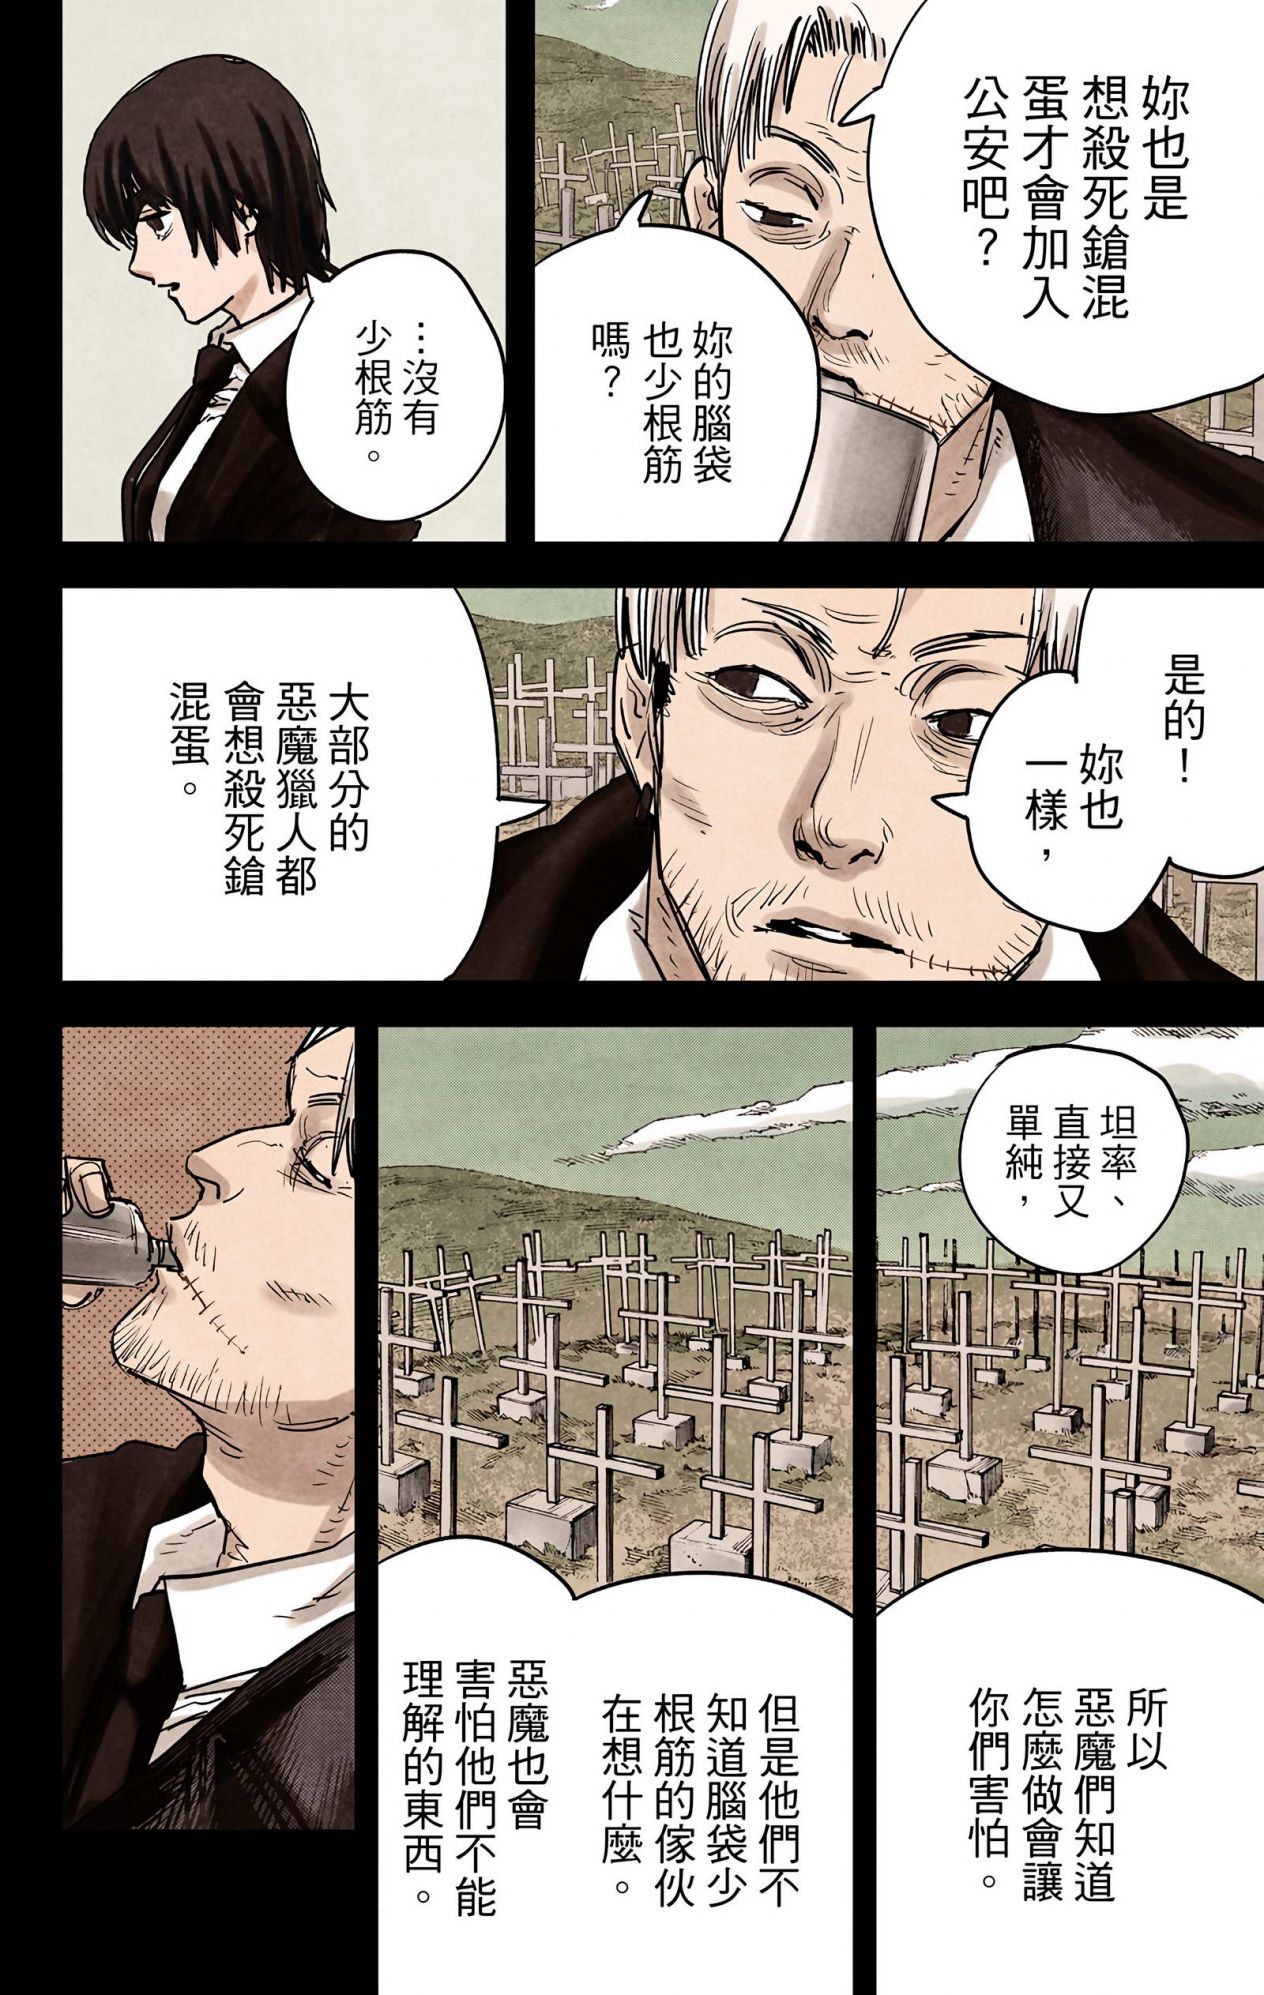 妳也是
想殺死鎗混
蛋才會加入
公安吧？
妳的腦袋
也少根筋
嗎？
…沒有
少根筋。
是的！
妳也
一樣，
大部分的
惡魔獵人都
會想殺死鎗
混蛋。
坦率、
直接又
單純，
所以
惡魔們知道
怎麼做會讓
你們害怕。
但是他們不
知道腦袋少
根筋的傢伙
在想什麼。
惡魔也會
害怕他們不能
理解的東西。